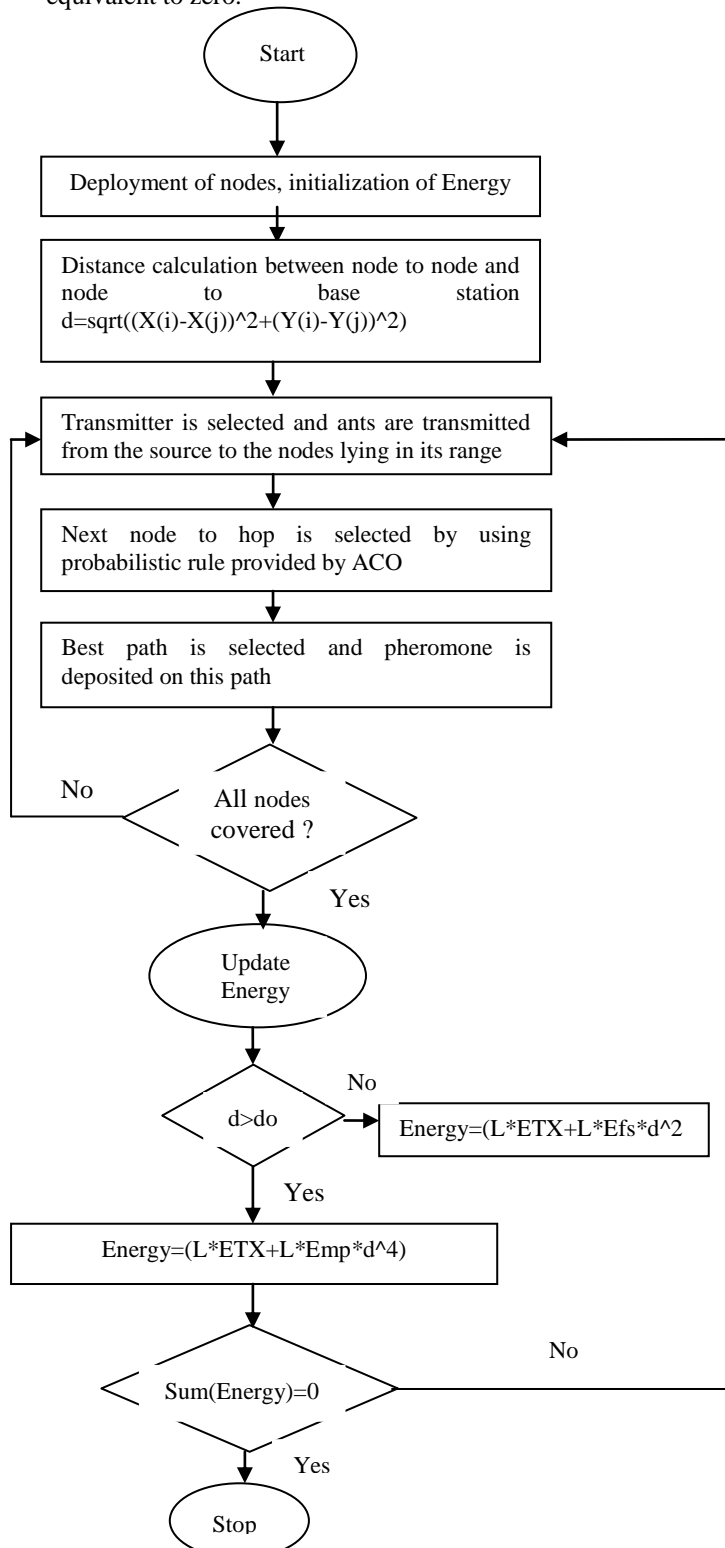 equivalent to zero.
Start
Deployment of nodes, initialization of Energy
Distance calculation between node to node and
node to base station
d=sqrt((X(i)-X(j))^2+(Y(i)-Y(j))^2)
Transmitter is selected and ants are transmitted
from the source to the nodes lying in its range
Next node to hop is selected by using
probabilistic rule provided by ACO
Best path is selected and pheromone is
deposited on this path
No
All nodes
covered ?
Yes
Update
Energy
No
d>do
Energy=(L*ETX+L*Efs*d^2
Yes
Energy=(L*ETX+L*Emp*d^4)
No
Sum(Energy)=0
Yes
Stop